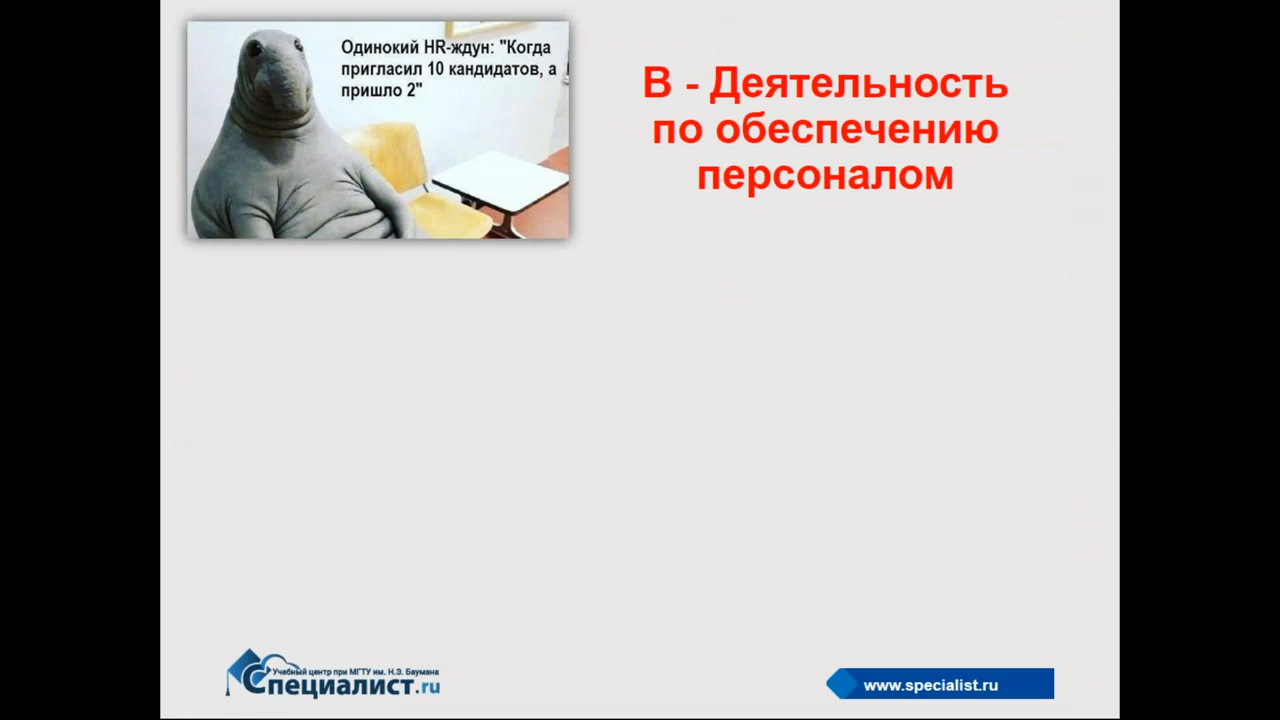 Одинокий HR-ждун: "Когда
пригласил 10 кандидатов, а
пришло 2"
В - Деятельность
по обеспечению
персоналом
Учебный центр при МГТУ им. Н.Э. Баумана
Специалист.ru
www.specialist.ru